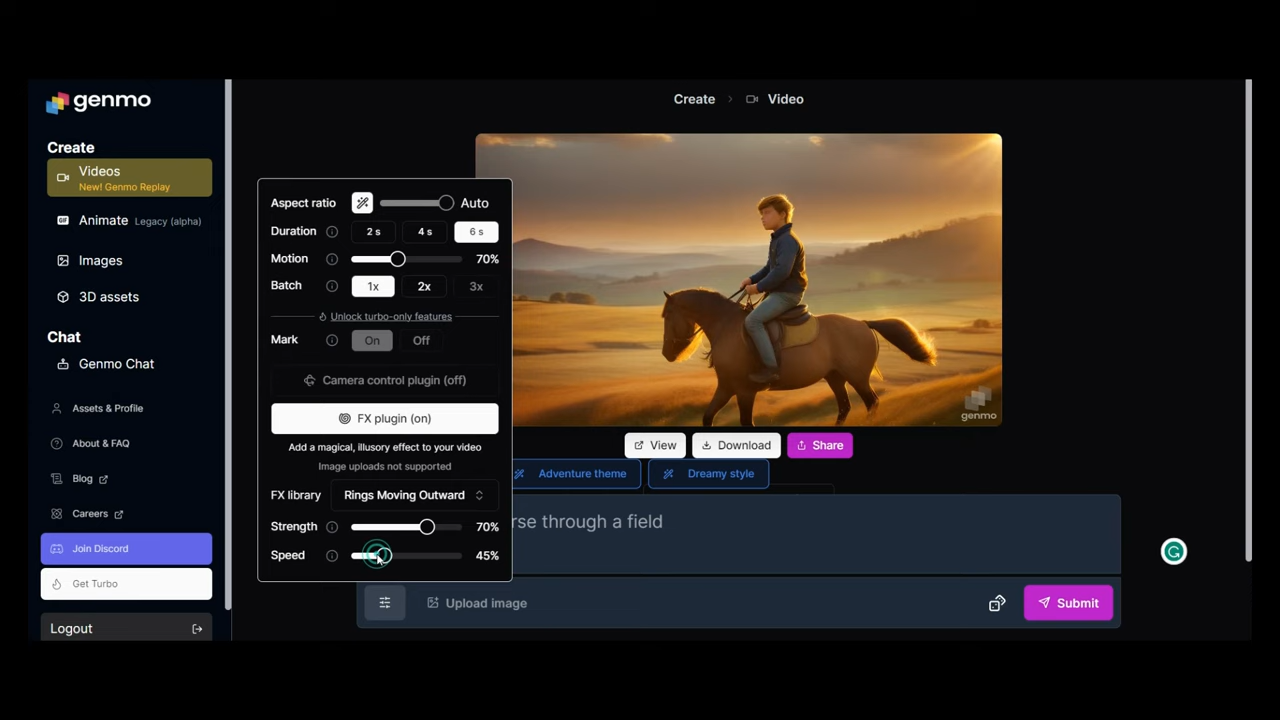 genmo
Create
Videos
New! Genmo Replay
GIF Animate Legacy (alpha)
Images
3D assets
Chat
Genmo Chat
Assets & Profile
About & FAQ
Blog
Careers
Join Discord
Get Turbo
Logout
Create > Video
genmo
View Download Share
Adventure theme Dreamy style
Aspect ratio Auto
Duration 2 s 4 s 6 s
Motion 70%
Batch 1x 2x 3x
Unlock turbo-only features
Mark On Off
Camera control plugin (off)
FX plugin (on)
Add a magical, illusory effect to your video
Image uploads not supported
FX library Rings Moving Outward
Strength 70%
Speed 45%
rse through a field
Upload image Submit